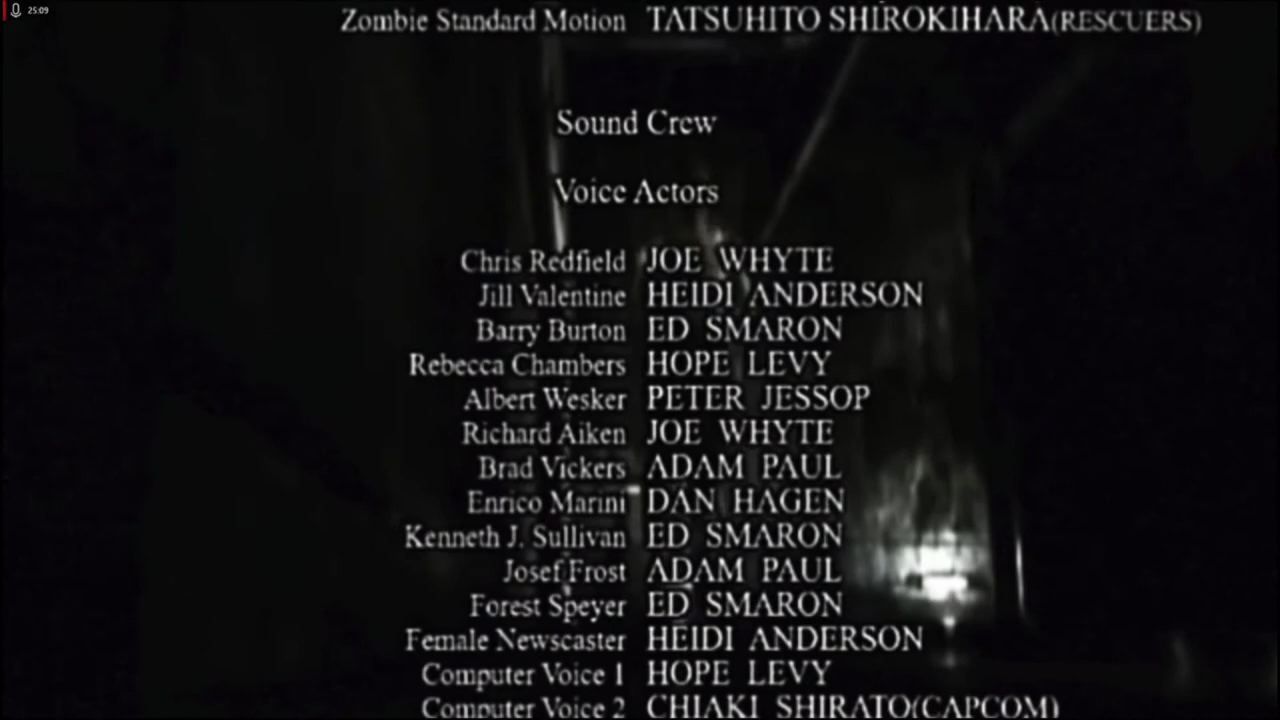 25:09
Zombie Standard Motion TATSUHITO SHIROKIHARA(RESCUERS)
Sound Crew
Voice Actors
Chris Redfield JOE WHYTE
Jill Valentine HEIDI ANDERSON
Barry Burton ED SMARON
Rebecca Chambers HOPE LEVY
Albert Wesker PETER JESSOP
Richard Aiken JOE WHYTE
Brad Vickers ADAM PAUL
Enrico Marini DAN HAGEN
Kenneth J. Sullivan ED SMARON
Josef Frost ADAM PAUL
Forest Speyer ED SMARON
Female Newscaster HEIDI ANDERSON
Computer Voice 1 HOPE LEVY
Computer Voice 2 CHIAKI SHIRATO(CAPCOM)